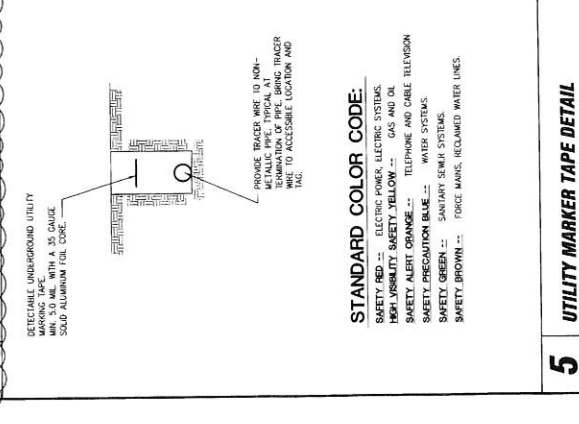 DETECTABLE UNDERGROUND UTILITY
MARKING TAPE.
MIN. 5.0 MIL. WITH A 35 GAUGE
SOLID ALUMINUM FOIL CORE.
PROVIDE TRACER WIRE TO NON-
METALLIC PIPE. TYPICAL AT
TERMINATION OF PIPE. BRING TRACER
WIRE TO ACCESSIBLE LOCATION AND
TAG.
STANDARD COLOR CODE:
SAFETY RED -- ELECTRIC POWER, ELECTRIC SYSTEMS.
HIGH VISIBILITY SAFETY YELLOW -- GAS AND OIL
SAFETY ALERT ORANGE -- TELEPHONE AND CABLE TELEVISION
SAFETY PRECAUTION BLUE -- WATER SYSTEMS.
SAFETY GREEN -- SANITARY SEWER SYSTEMS.
SAFETY BROWN -- FORCE MAINS, RECLAIMED WATER LINES.
5 UTILITY MARKER TAPE DETAIL